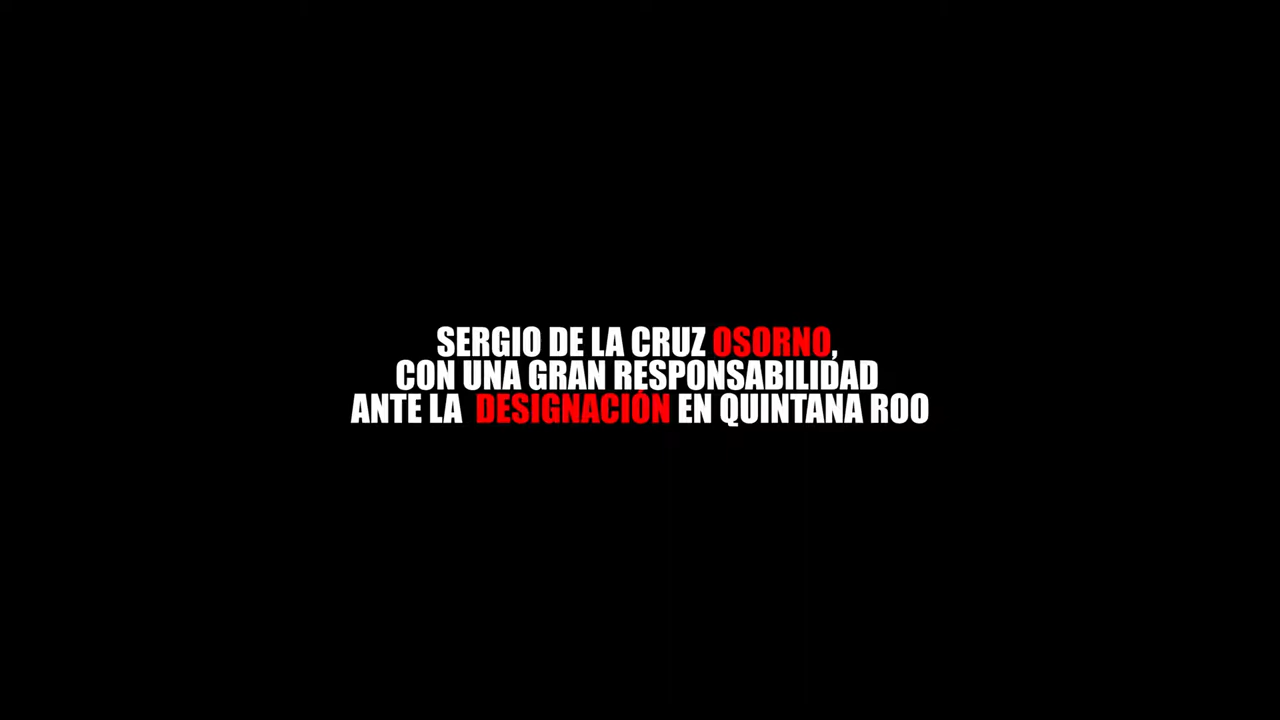 SERGIO DE LA CRUZ OSORNO,
CON UNA GRAN RESPONSABILIDAD
ANTE LA DESIGNACIÓN EN QUINTANA ROO